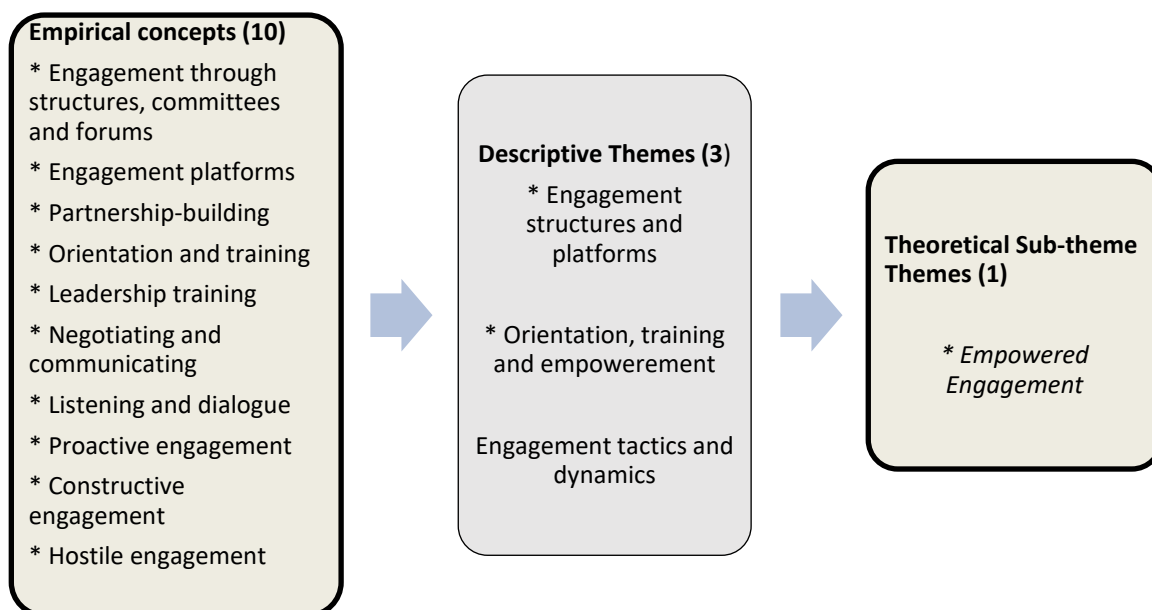 Empirical concepts (10)
* Engagement through
structures, committees
and forums
* Engagement platforms
* Partnership-building
* Orientation and training
* Leadership training
* Negotiating and
communicating
* Listening and dialogue
* Proactive engagement
* Constructive
engagement
* Hostile engagement
Descriptive Themes (3)
* Engagement
structures and
platforms
* Orientation, training
and empowerement
Engagement tactics and
dynamics
Theoretical Sub-theme
Themes (1)
* Empowered
Engagement